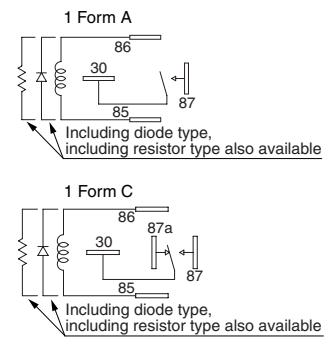 1 Form A
86
30
87
85
Including diode type,
including resistor type also available
1 Form C
86
87a
30
87
85
Including diode type,
including resistor type also available